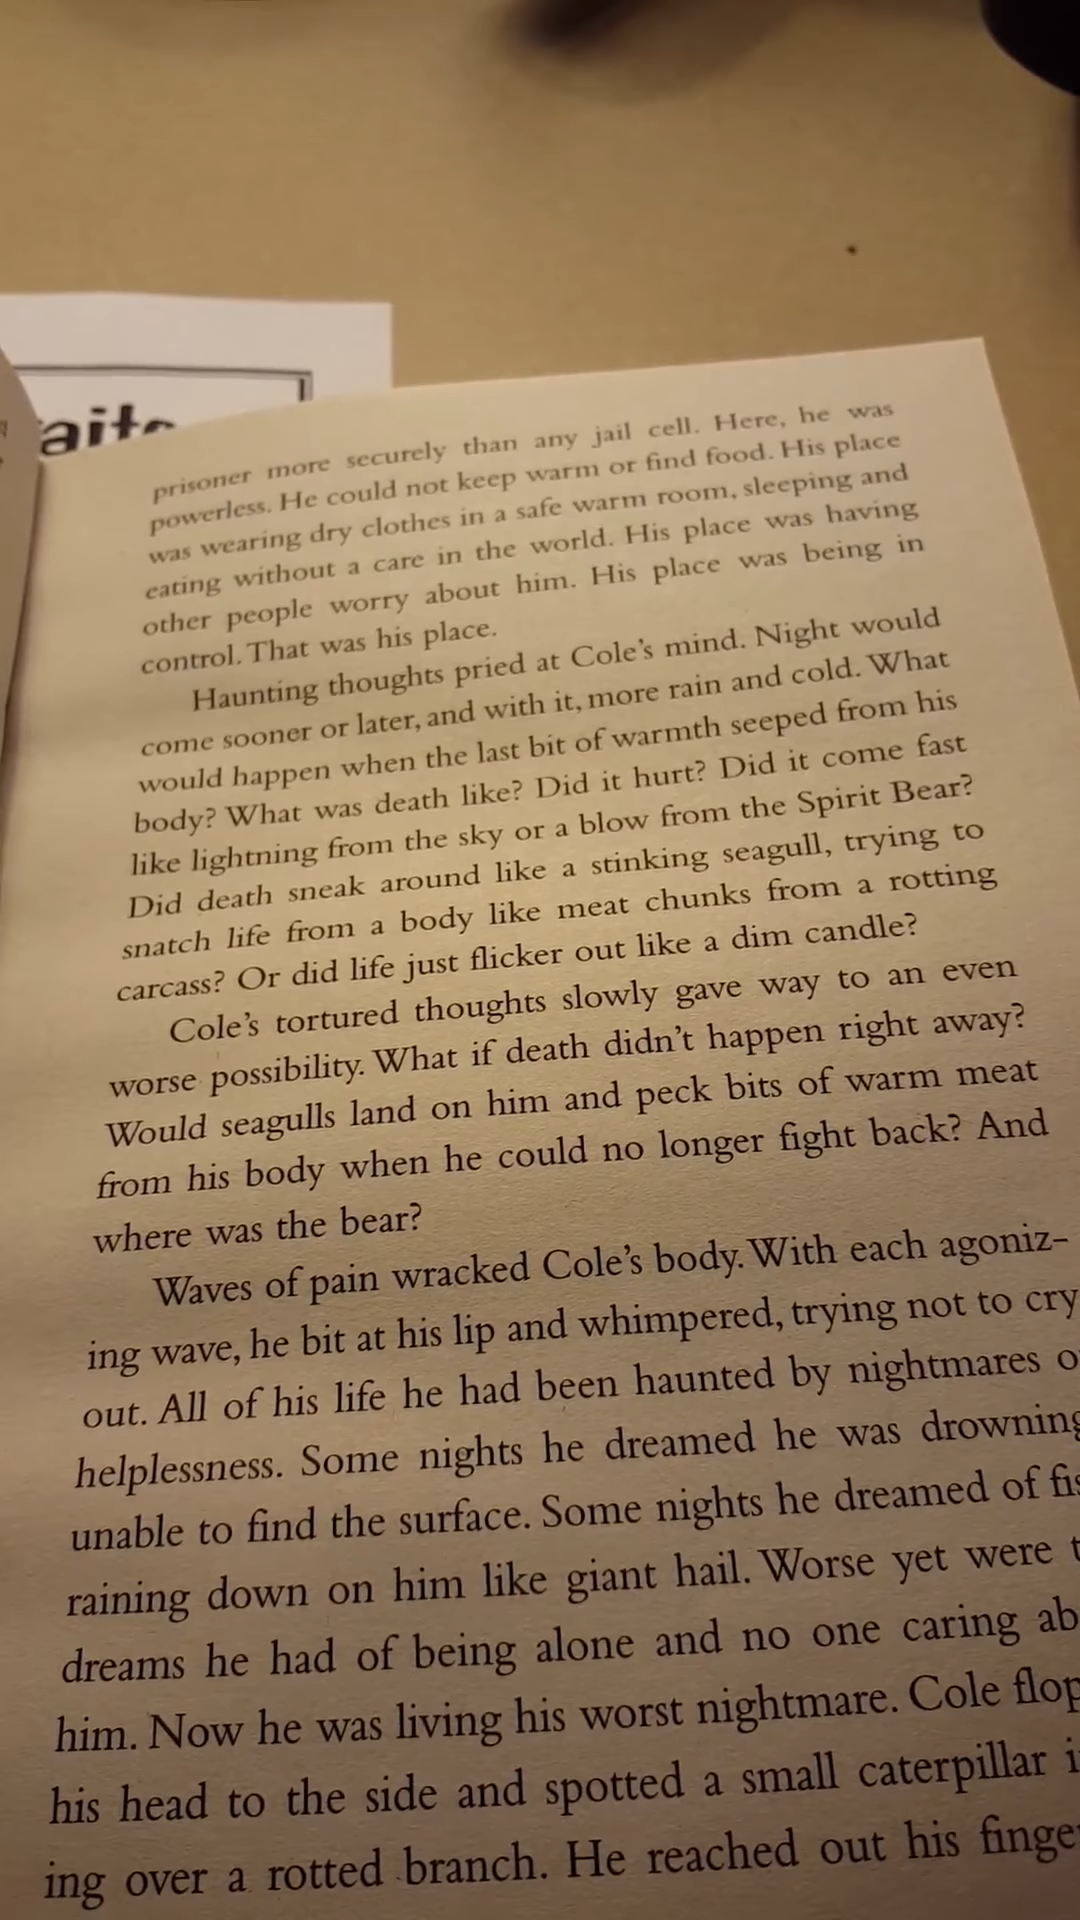 prisoner more securely than any jail cell. Here, he was
powerless. He could not keep warm or find food. His place
was wearing dry clothes in a safe warm room, sleeping and
eating without a care in the world. His place was having
other people worry about him. His place was being in
control. That was his place.
Haunting thoughts pried at Cole's mind. Night would
come sooner or later, and with it, more rain and cold. What
would happen when the last bit of warmth seeped from his
body? What was death like? Did it hurt? Did it come fast
like lightning from the sky or a blow from the Spirit Bear?
Did death sneak around like a stinking seagull, trying to
snatch life from a body like meat chunks from a rotting
carcass? Or did life just flicker out like a dim candle?
Cole's tortured thoughts slowly gave way to an even
worse possibility. What if death didn't happen right away?
Would seagulls land on him and peck bits of warm meat
from his body when he could no longer fight back? And
where was the bear?
Waves of pain wracked Cole's body. With each agoniz-
ing wave, he bit at his lip and whimpered, trying not to cry
out. All of his life he had been haunted by nightmares
helplessness. Some nights he dreamed he was drowning
unable to find the surface. Some nights he dreamed of
raining down on him like giant hail. Worse yet were
dreams he had of being alone and no one caring
him. Now he was living his worst nightmare. Cole
his head to the side and spotted a small caterpillar
ing over a rotted branch. He reached out his